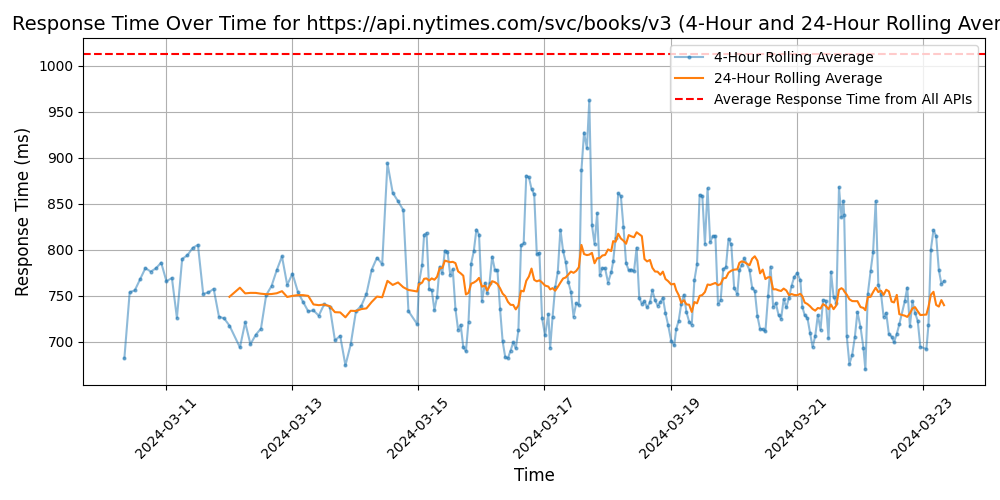 Response Time Over Time for https://api.nytimes.com/svc/books/v3 (4-Hour and 24-Hour Rolling Aver
4-Hour Rolling Average
24-Hour Rolling Average
Average Response Time from All APIs
Response Time (ms)
1000
950
900
850
800
750
700
2024-03-11
2024-03-13
2024-03-15
2024-03-17
2024-03-19
2024-03-21
2024-03-23
Time